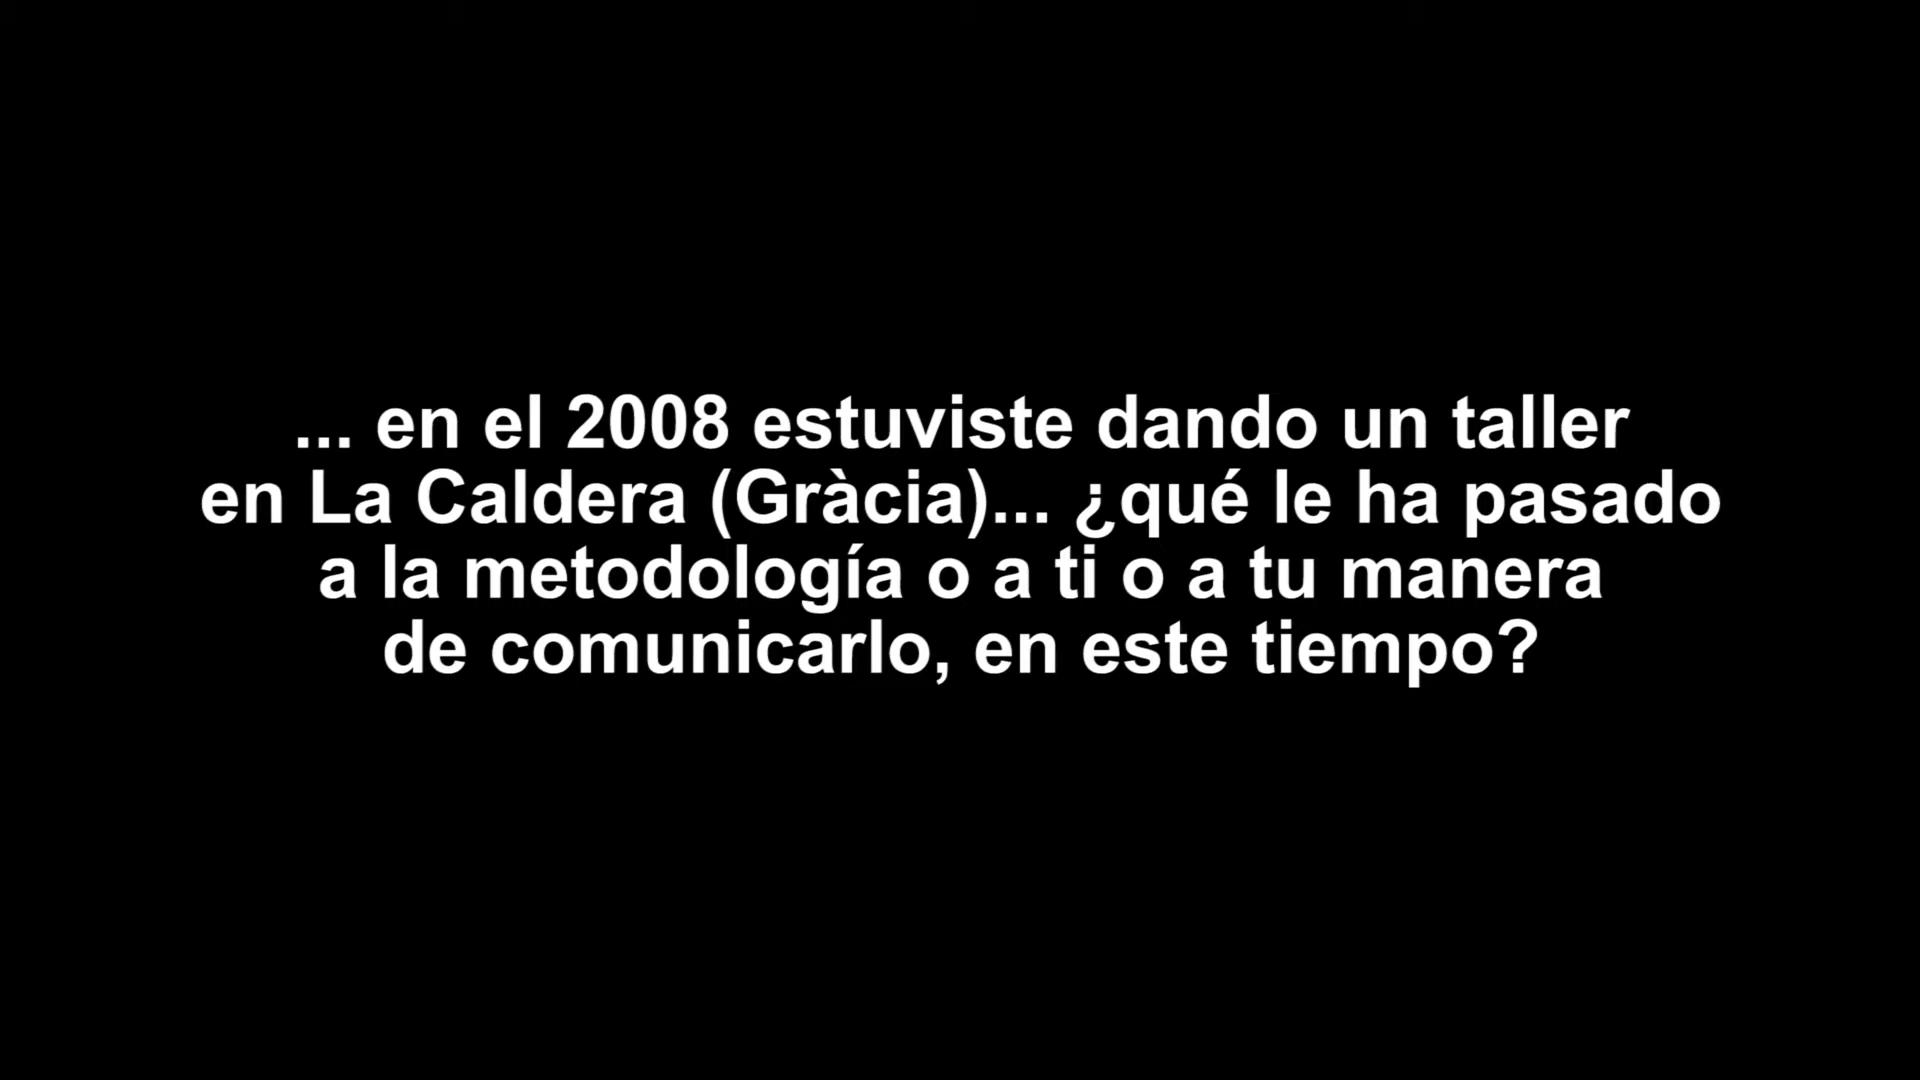 ... en el 2008 estuviste dando un taller
en La Caldera (Gràcia)... ¿qué le ha pasado
a la metodología o a ti o a tu manera
de comunicarlo, en este tiempo?